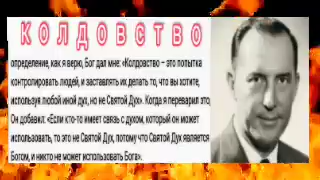 КОЛДОВСТВО
определение, как я верю, Бог дал мне: «Колдовство – это попытка
контролировать людей, и заставлять их делать то, что вы хотите,
используя любой иной дух, но не Святой Дух». Когда я переварил это,
Он добавил: «Если кто-то имеет связь с духом, который он может
использовать, то это не Святой Дух, потому что Святой Дух является
Богом, и никто не может использовать Бога».